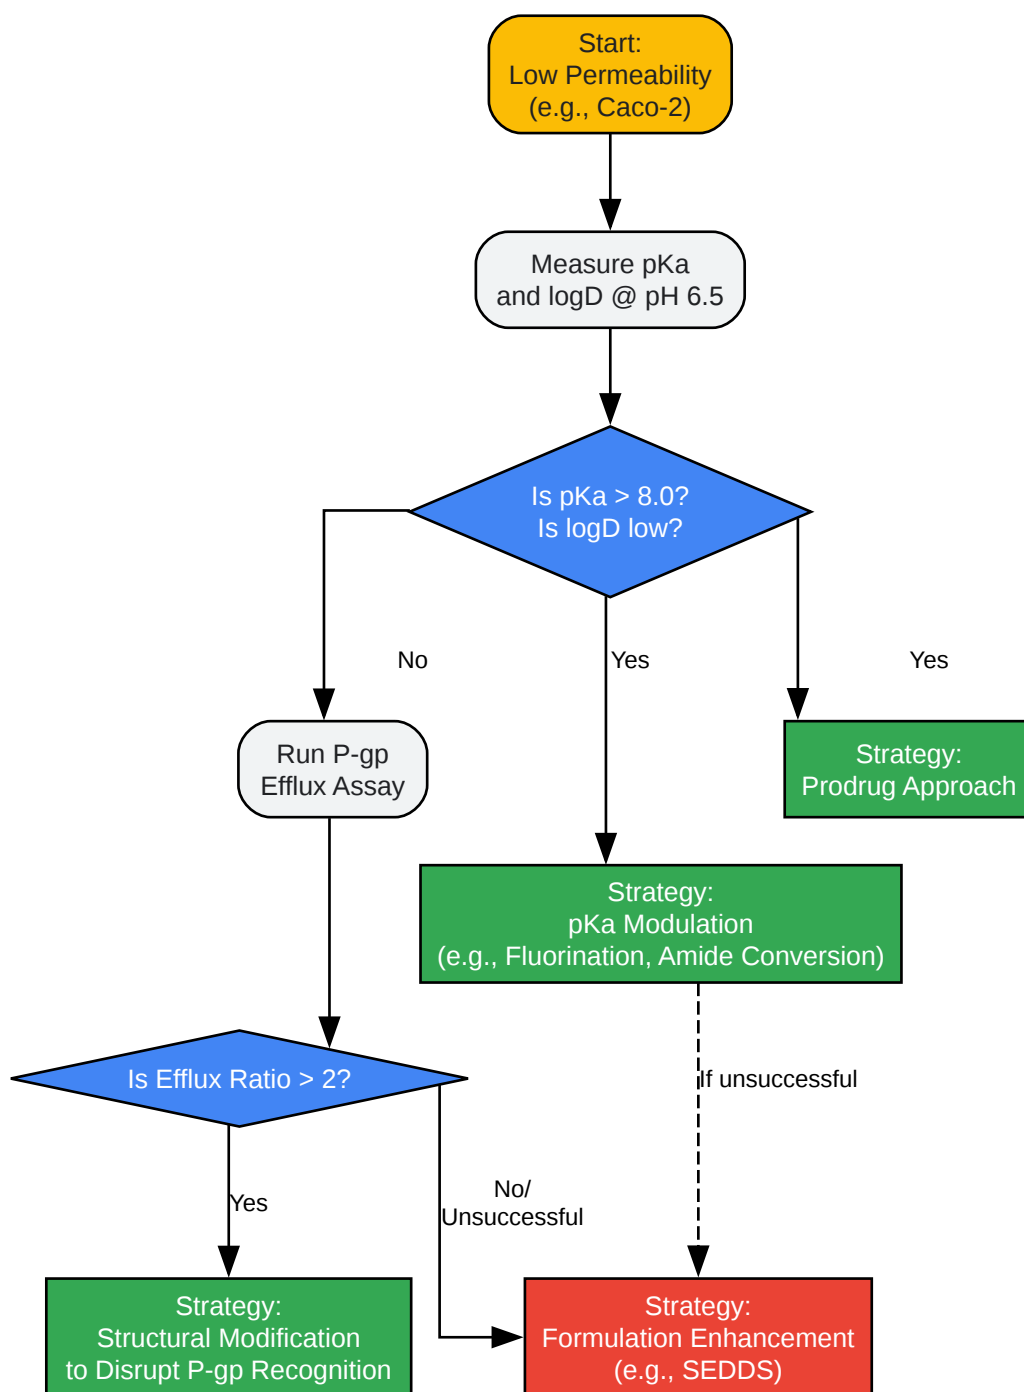 Start:
Low Permeability
(e.g., Caco-2)
Measure pKa
and logD @ pH 6.5
Is pKa > 8.0?
Is logD low?
No
Yes
Yes
Run P-gp
Efflux Assay
Strategy:
Prodrug Approach
Strategy:
pKa Modulation
(e.g., Fluorination, Amide Conversion)
Is Efflux Ratio > 2?
If unsuccessful
Yes
No/
Unsuccessful
Strategy:
Structural Modification
to Disrupt P-gp Recognition
Strategy:
Formulation Enhancement
(e.g., SEDDS)